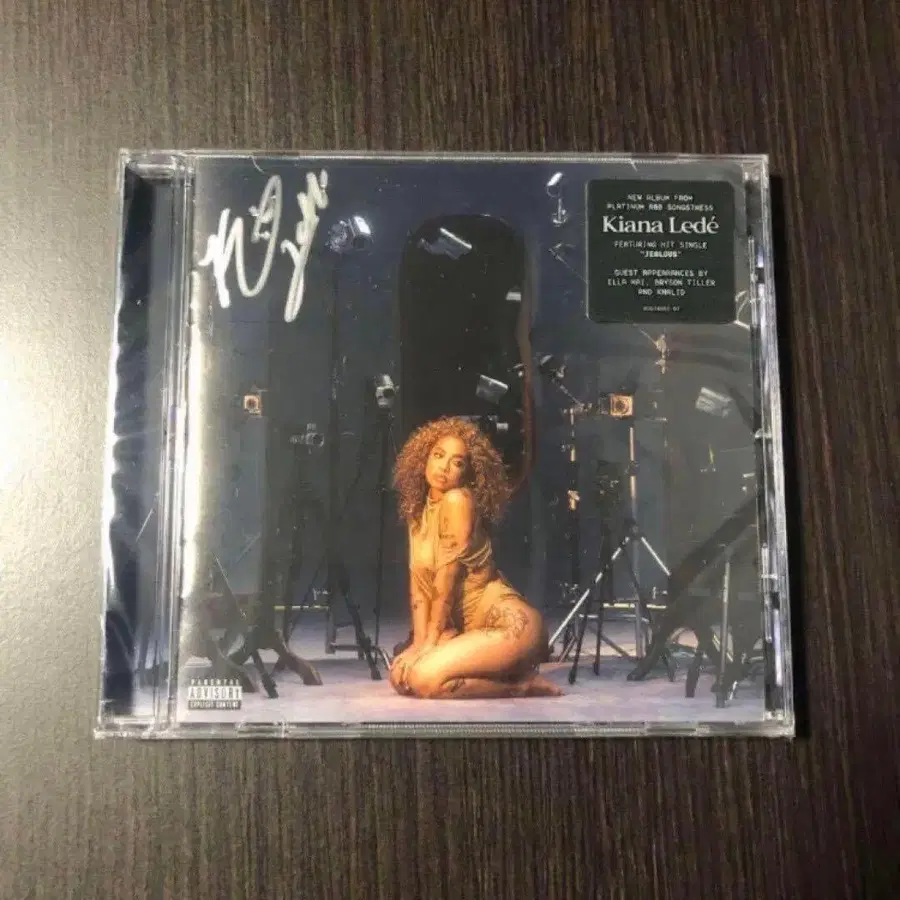 NEW ALBUM FROM
PLATINUM R&B SONGSTRESS
Kiana Ledé
FEATURING HIT SINGLE
"JEALOUS"
GUEST APPEARANCES BY
ELLA MAI, BRYSON TILLER
AND KHALID
PARENTAL
ADVISORY
EXPLICIT CONTENT